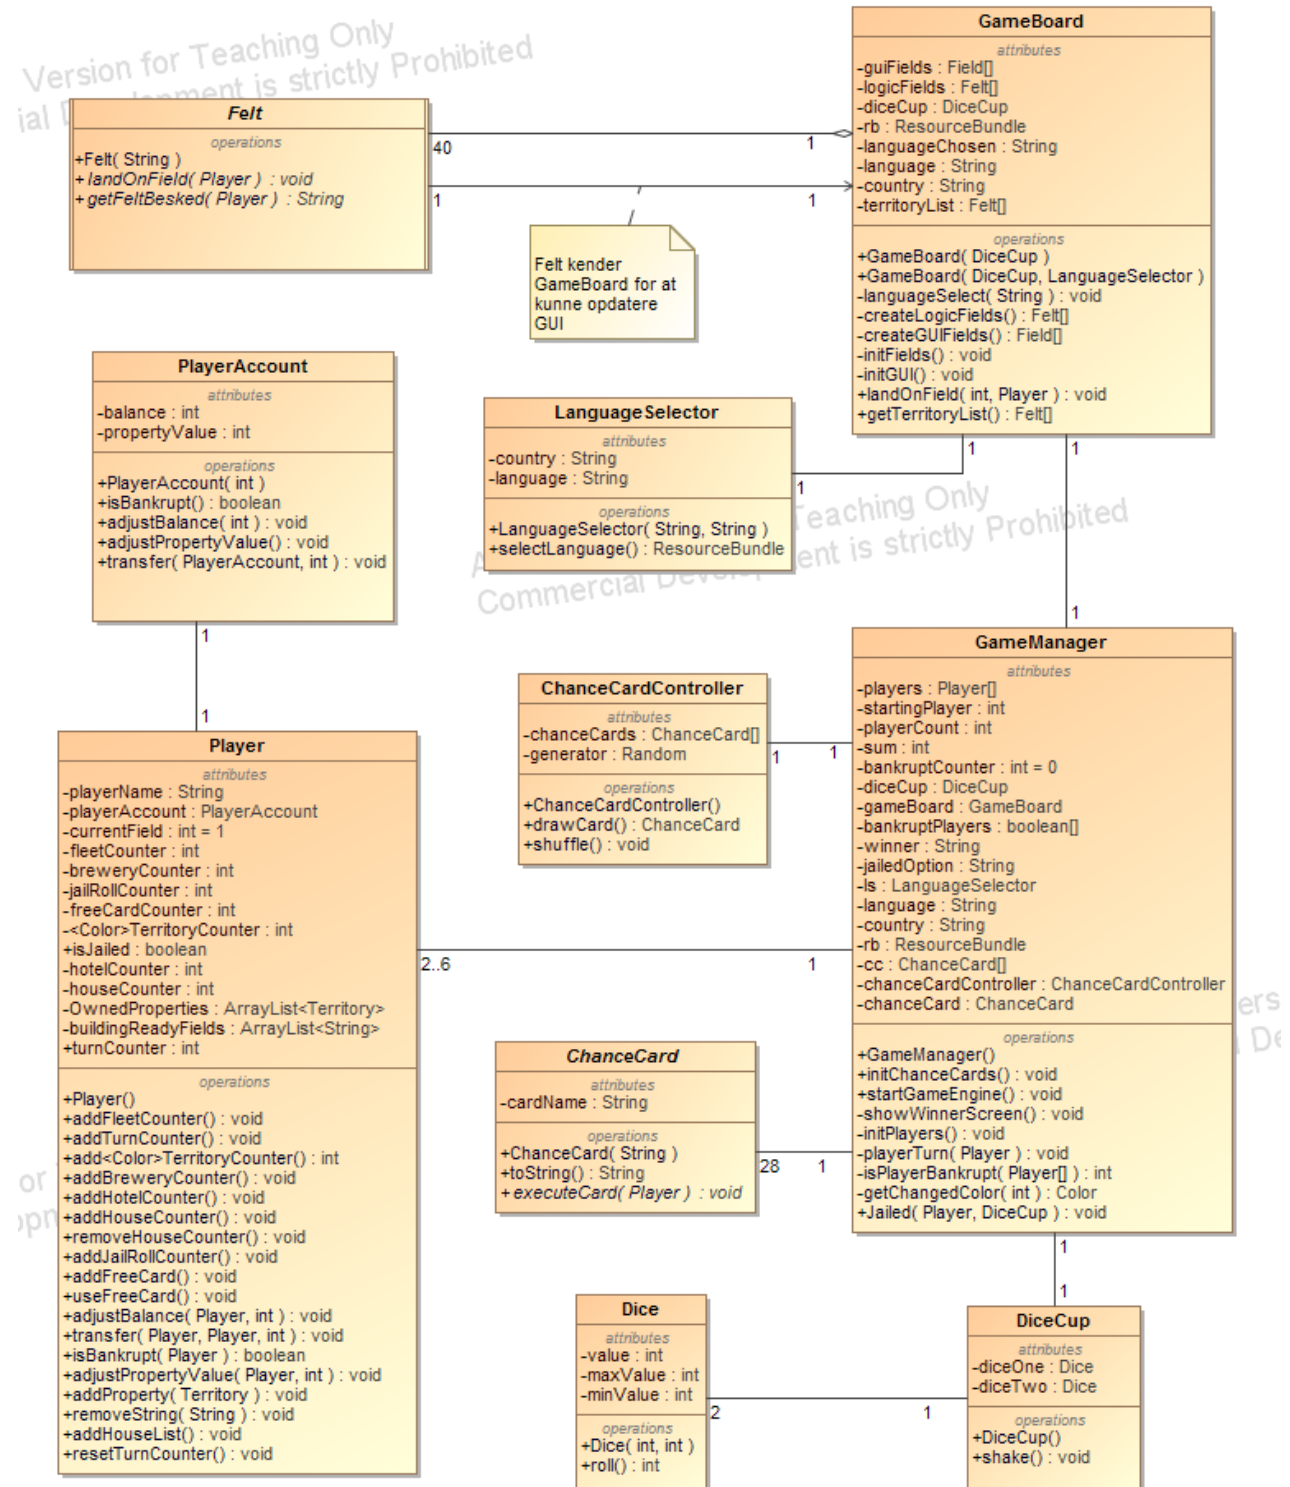 Version for Teaching Only
ial Development is strictly Prohibited
Felt
operations
+Felt( String )
+landOnField( Player ) : void
+getFeltBesked( Player ) : String
40
1
1
1
Felt kender
GameBoard for at
kunne opdatere
GUI
GameBoard
attributes
-guiFields : Field[]
-logicFields : Felt[]
-diceCup : DiceCup
-rb : ResourceBundle
-languageChosen : String
-language : String
-country : String
-territoryList : Felt[]
operations
+GameBoard( DiceCup )
+GameBoard( DiceCup, LanguageSelector )
-languageSelect( String ) : void
-createLogicFields() : Felt[]
-createGUIFields() : Field[]
-initFields() : void
-initGUI() : void
+landOnField( int, Player ) : void
+getTerritoryList() : Felt[]
1
1
PlayerAccount
attributes
-balance : int
-propertyValue : int
operations
+PlayerAccount( int )
+isBankrupt() : boolean
+adjustBalance( int ) : void
+adjustPropertyValue() : void
+transfer( PlayerAccount, int ) : void
1
1
LanguageSelector
attributes
-country : String
-language : String
operations
+LanguageSelector( String, String )
+selectLanguage() : ResourceBundle
1
Teaching Only
Commercial Development is strictly Prohibited
1
GameManager
attributes
-players : Player[]
-startingPlayer : int
-playerCount : int
-sum : int
-bankruptCounter : int = 0
-diceCup : DiceCup
-gameBoard : GameBoard
-bankruptPlayers : boolean[]
-winner : String
-jailedOption : String
-ls : LanguageSelector
-language : String
-country : String
-rb : ResourceBundle
-cc : ChanceCard[]
-chanceCardController : ChanceCardController
-chanceCard : ChanceCard
operations
+GameManager()
+initChanceCards() : void
+startGameEngine() : void
-showWinnerScreen() : void
-initPlayers() : void
-playerTurn( Player ) : void
-isPlayerBankrupt( Player[] ) : int
-getChangedColor( int ) : Color
+Jailed( Player, DiceCup ) : void
ChanceCardController
attributes
-chanceCards : ChanceCard[]
-generator : Random
operations
+ChanceCardController()
+drawCard() : ChanceCard
+shuffle() : void
1
1
Player
attributes
-playerName : String
-playerAccount : PlayerAccount
-currentField : int = 1
-fleetCounter : int
-breweryCounter : int
-jailRollCounter : int
-freeCardCounter : int
-<Color>TerritoryCounter : int
+isJailed : boolean
-hotelCounter : int
-houseCounter : int
-OwnedProperties : ArrayList<Territory>
-buildingReadyFields : ArrayList<String>
+turnCounter : int
operations
+Player()
+addFleetCounter() : void
+addTurnCounter() : void
+add<Color>TerritoryCounter() : int
+addBreweryCounter() : void
+addHotelCounter() : void
+addHouseCounter() : void
+removeHouseCounter() : void
+addJailRollCounter() : void
+addFreeCard() : void
+useFreeCard() : void
+adjustBalance( Player, int ) : void
+transfer( Player, Player, int ) : void
+isBankrupt( Player ) : boolean
+adjustPropertyValue( Player, int ) : void
+addProperty( Territory ) : void
+removeString( String ) : void
+addHouseList() : void
+resetTurnCounter() : void
2..6
1
ChanceCard
attributes
-cardName : String
operations
+ChanceCard( String )
+toString() : String
+executeCard( Player ) : void
28
1
ers
De
or
opn
1
1
Dice
attributes
-value : int
-maxValue : int
-minValue : int
operations
+Dice( int, int )
+roll() : int
2
1
DiceCup
attributes
-diceOne : Dice
-diceTwo : Dice
operations
+DiceCup()
+shake() : void